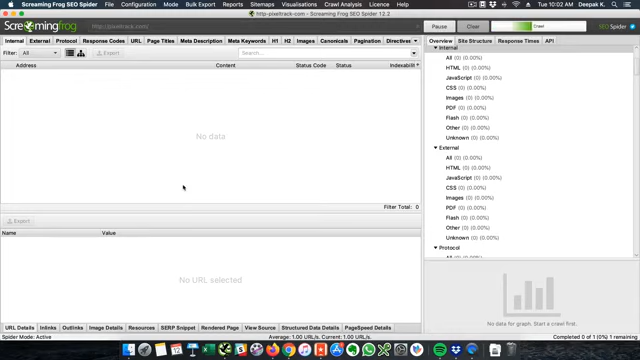 Screaming Frog SEO Spider File Configuration Mode Bulk Export Reports Sitemaps Visualisations Crawl Analysis Licence Help
Tue 10:02 AM Deepak K.
http-pixeltrack-com/ - Screaming Frog SEO Spider 12.2
Screamingfrog
http://pixeltrack.com/
Pause Clear Crawl SEO Spider
Internal External Protocol Response Codes URL Page Titles Meta Description Meta Keywords H1 H2 Images Canonicals Pagination Directives
Overview Site Structure Response Times API
Filter: All Export Search...
Address Content Status Code Status Indexabili
No data
Filter Total: 0
Export
Name Value
No URL selected
URL Details Inlinks Outlinks Image Details Resources SERP Snippet Rendered Page View Source Structured Data Details PageSpeed Details
Internal
All (0) (0.00%)
HTML (0) (0.00%)
JavaScript (0) (0.00%)
CSS (0) (0.00%)
Images (0) (0.00%)
PDF (0) (0.00%)
Flash (0) (0.00%)
Other (0) (0.00%)
Unknown (0) (0.00%)
External
All (0) (0.00%)
HTML (0) (0.00%)
JavaScript (0) (0.00%)
CSS (0) (0.00%)
Images (0) (0.00%)
PDF (0) (0.00%)
Flash (0) (0.00%)
Other (0) (0.00%)
Unknown (0) (0.00%)
Protocol
No data for graph. Start a crawl first.
Spider Mode: Active
Average: 1.00 URL/s. Current: 1.00 URL/s.
Completed 0 of 1 (0%) 1 Remaining